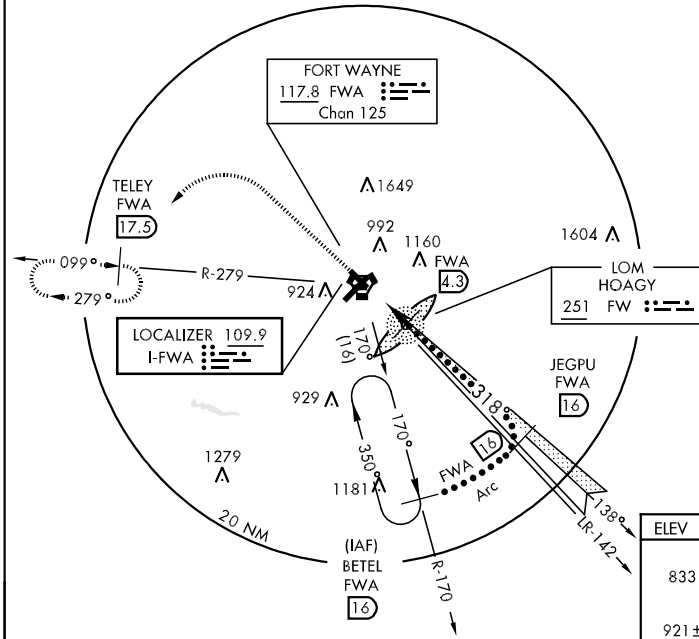 FORT WAYNE
117.8 FWA
Chan 125
TELEY
FWA
17.5
1649
992
1160
FWA
4.3
1604
LOM
HOAGY
251 FW
099°
279°
R-279
924
LOCALIZER 109.9
I-FWA
170°
(16)
318°
JEGPU
FWA
16
929
170°
350°
FWA 16
Arc
1279
1181
20 NM
138°
LR-142
(IAF)
BETEL
FWA
16
R-170
ELEV
833
921±